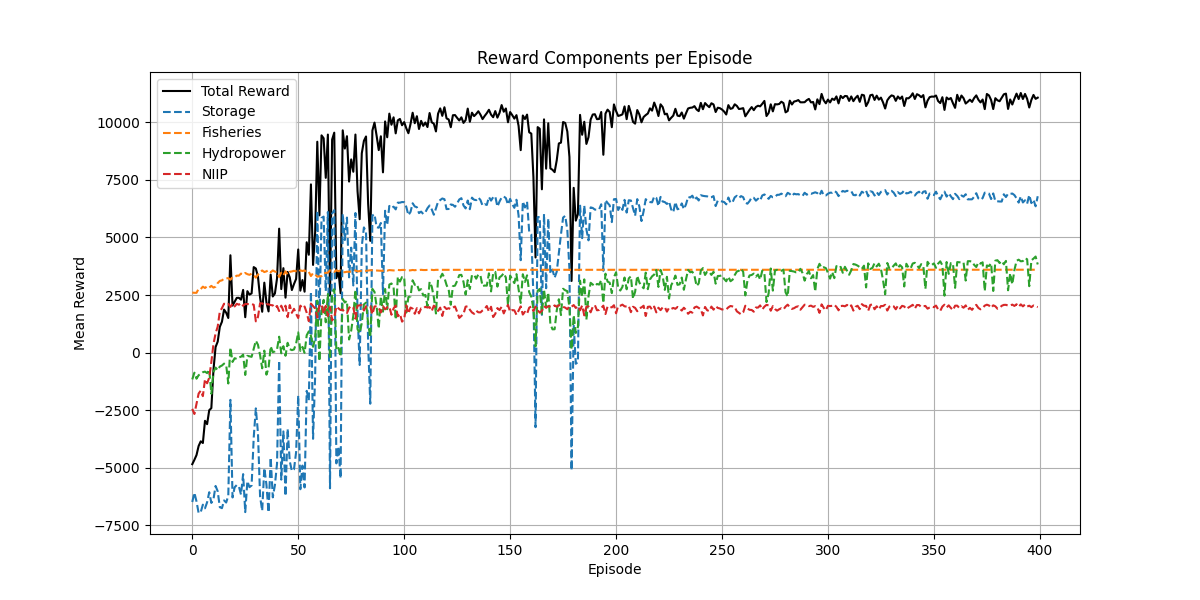 Reward Components per Episode
Total Reward
Storage
Fisheries
Hydropower
NIIP
Mean Reward
10000
7500
5000
2500
0
−2500
−5000
−7500
0 50 100 150 200 250 300 350 400
Episode